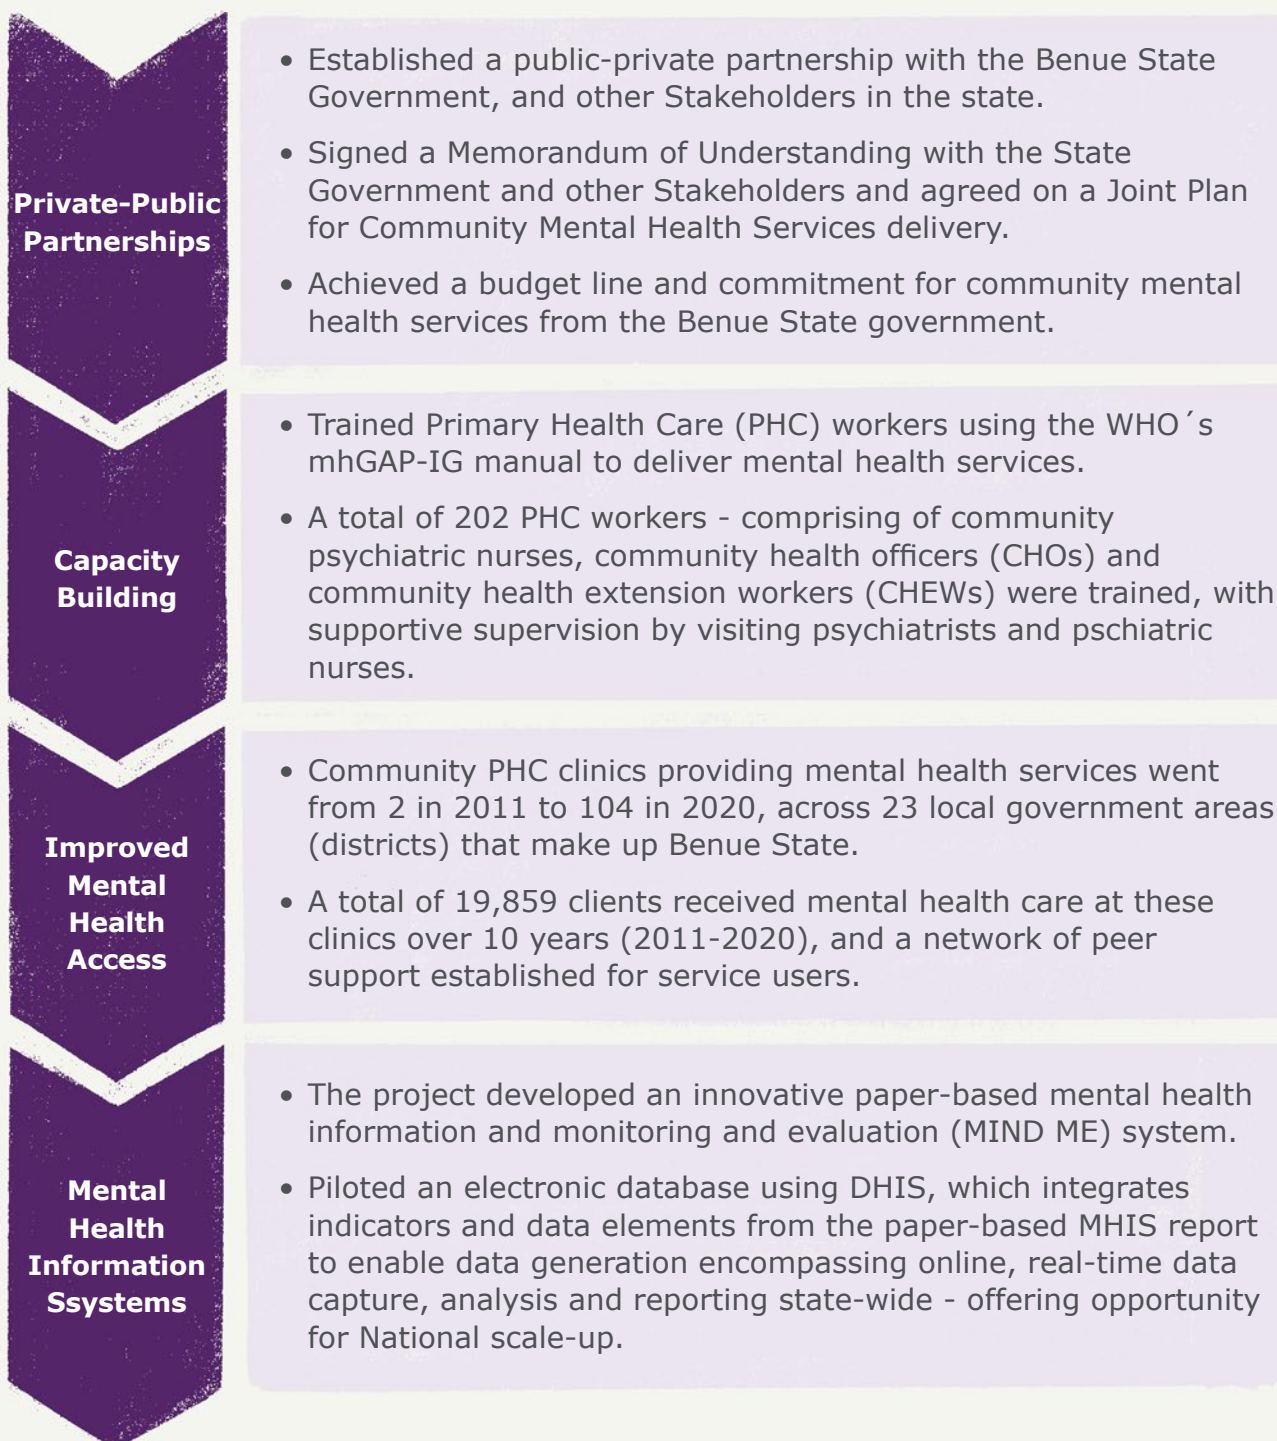 Private-Public
Partnerships
• Established a public-private partnership with the Benue State
Government, and other Stakeholders in the state.
• Signed a Memorandum of Understanding with the State
Government and other Stakeholders and agreed on a Joint Plan
for Community Mental Health Services delivery.
• Achieved a budget line and commitment for community mental
health services from the Benue State government.
Capacity
Building
• Trained Primary Health Care (PHC) workers using the WHO´s
mhGAP-IG manual to deliver mental health services.
• A total of 202 PHC workers - comprising of community
psychiatric nurses, community health officers (CHOs) and
community health extension workers (CHEWs) were trained, with
supportive supervision by visiting psychiatrists and pschiatric
nurses.
Improved
Mental
Health
Access
• Community PHC clinics providing mental health services went
from 2 in 2011 to 104 in 2020, across 23 local government areas
(districts) that make up Benue State.
• A total of 19,859 clients received mental health care at these
clinics over 10 years (2011-2020), and a network of peer
support established for service users.
Mental
Health
Information
Ssystems
• The project developed an innovative paper-based mental health
information and monitoring and evaluation (MIND ME) system.
• Piloted an electronic database using DHIS, which integrates
indicators and data elements from the paper-based MHIS report
to enable data generation encompassing online, real-time data
capture, analysis and reporting state-wide - offering opportunity
for National scale-up.